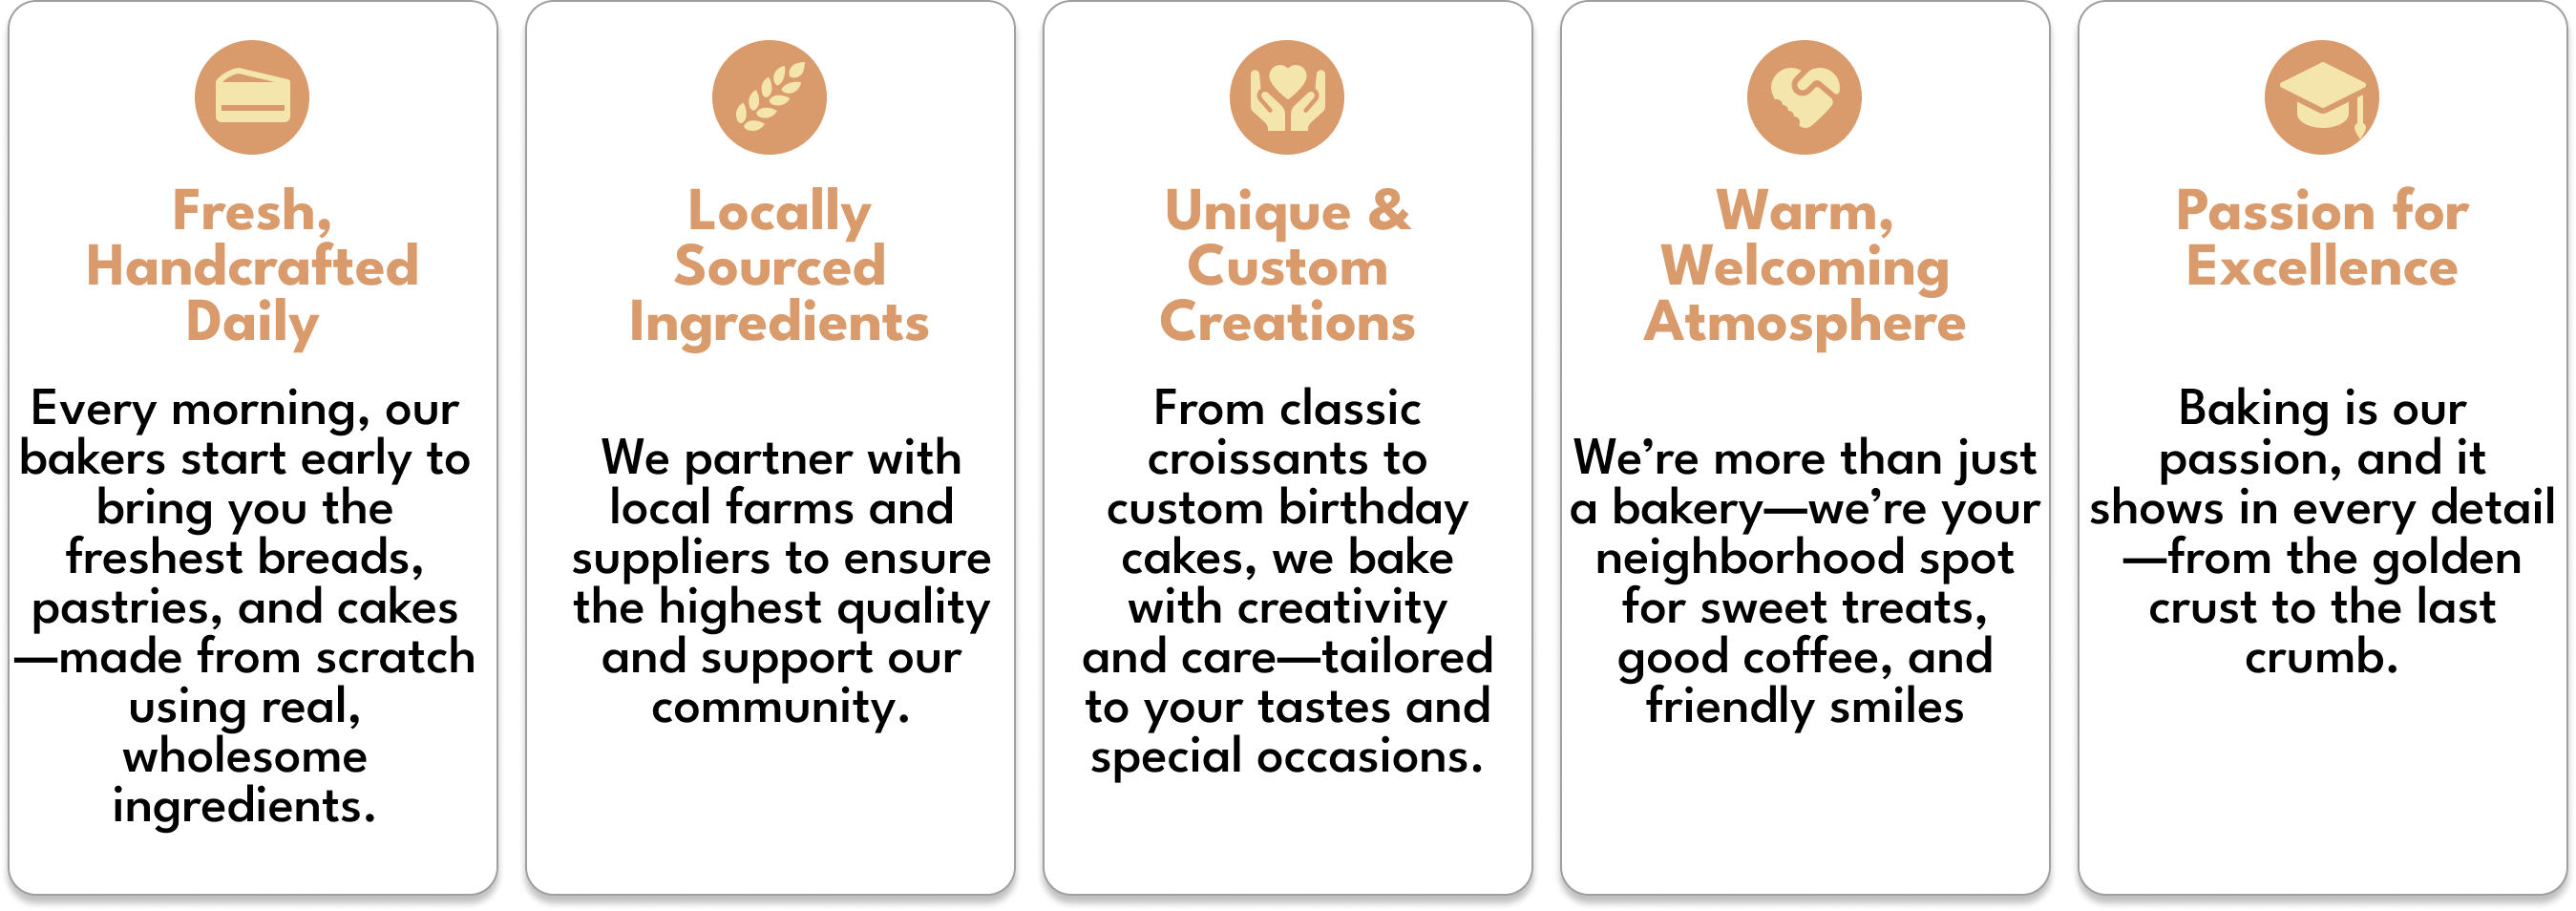 Fresh,
Handcrafted
Daily
Every morning, our
bakers start early to
bring you the
freshest breads,
pastries, and cakes
—made from scratch
using real,
wholesome
ingredients.
Locally
Sourced
Ingredients
We partner with
local farms and
suppliers to ensure
the highest quality
and support our
community.
Unique &
Custom
Creations
From classic
croissants to
custom birthday
cakes, we bake
with creativity
and care—tailored
to your tastes and
special occasions.
Warm,
Welcoming
Atmosphere
We’re more than just
a bakery—we’re your
neighborhood spot
for sweet treats,
good coffee, and
friendly smiles
Passion for
Excellence
Baking is our
passion, and it
shows in every detail
—from the golden
crust to the last
crumb.